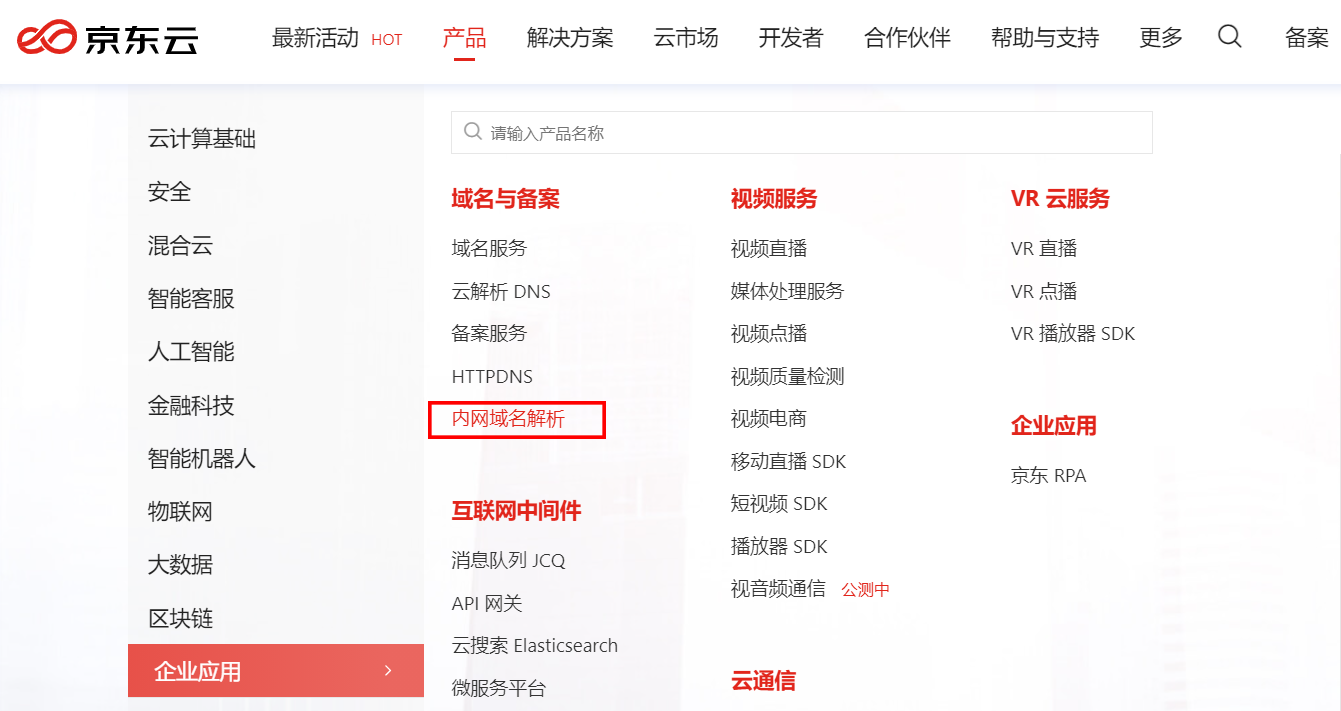 京东云
最新活动 HOT 产品 解决方案 云市场 开发者 合作伙伴 帮助与支持 更多 备案
云计算基础
安全
混合云
智能客服
人工智能
金融科技
智能机器人
物联网
大数据
区块链
企业应用
请输入产品名称
域名与备案
域名服务
云解析 DNS
备案服务
HTTPDNS
内网域名解析
互联网中间件
消息队列 JCQ
API 网关
云搜索 Elasticsearch
微服务平台
视频服务
视频直播
媒体处理服务
视频点播
视频质量检测
视频电商
移动直播 SDK
短视频 SDK
播放器 SDK
视音频通信 公测中
云通信
VR 云服务
VR 直播
VR 点播
VR 播放器 SDK
企业应用
京东 RPA